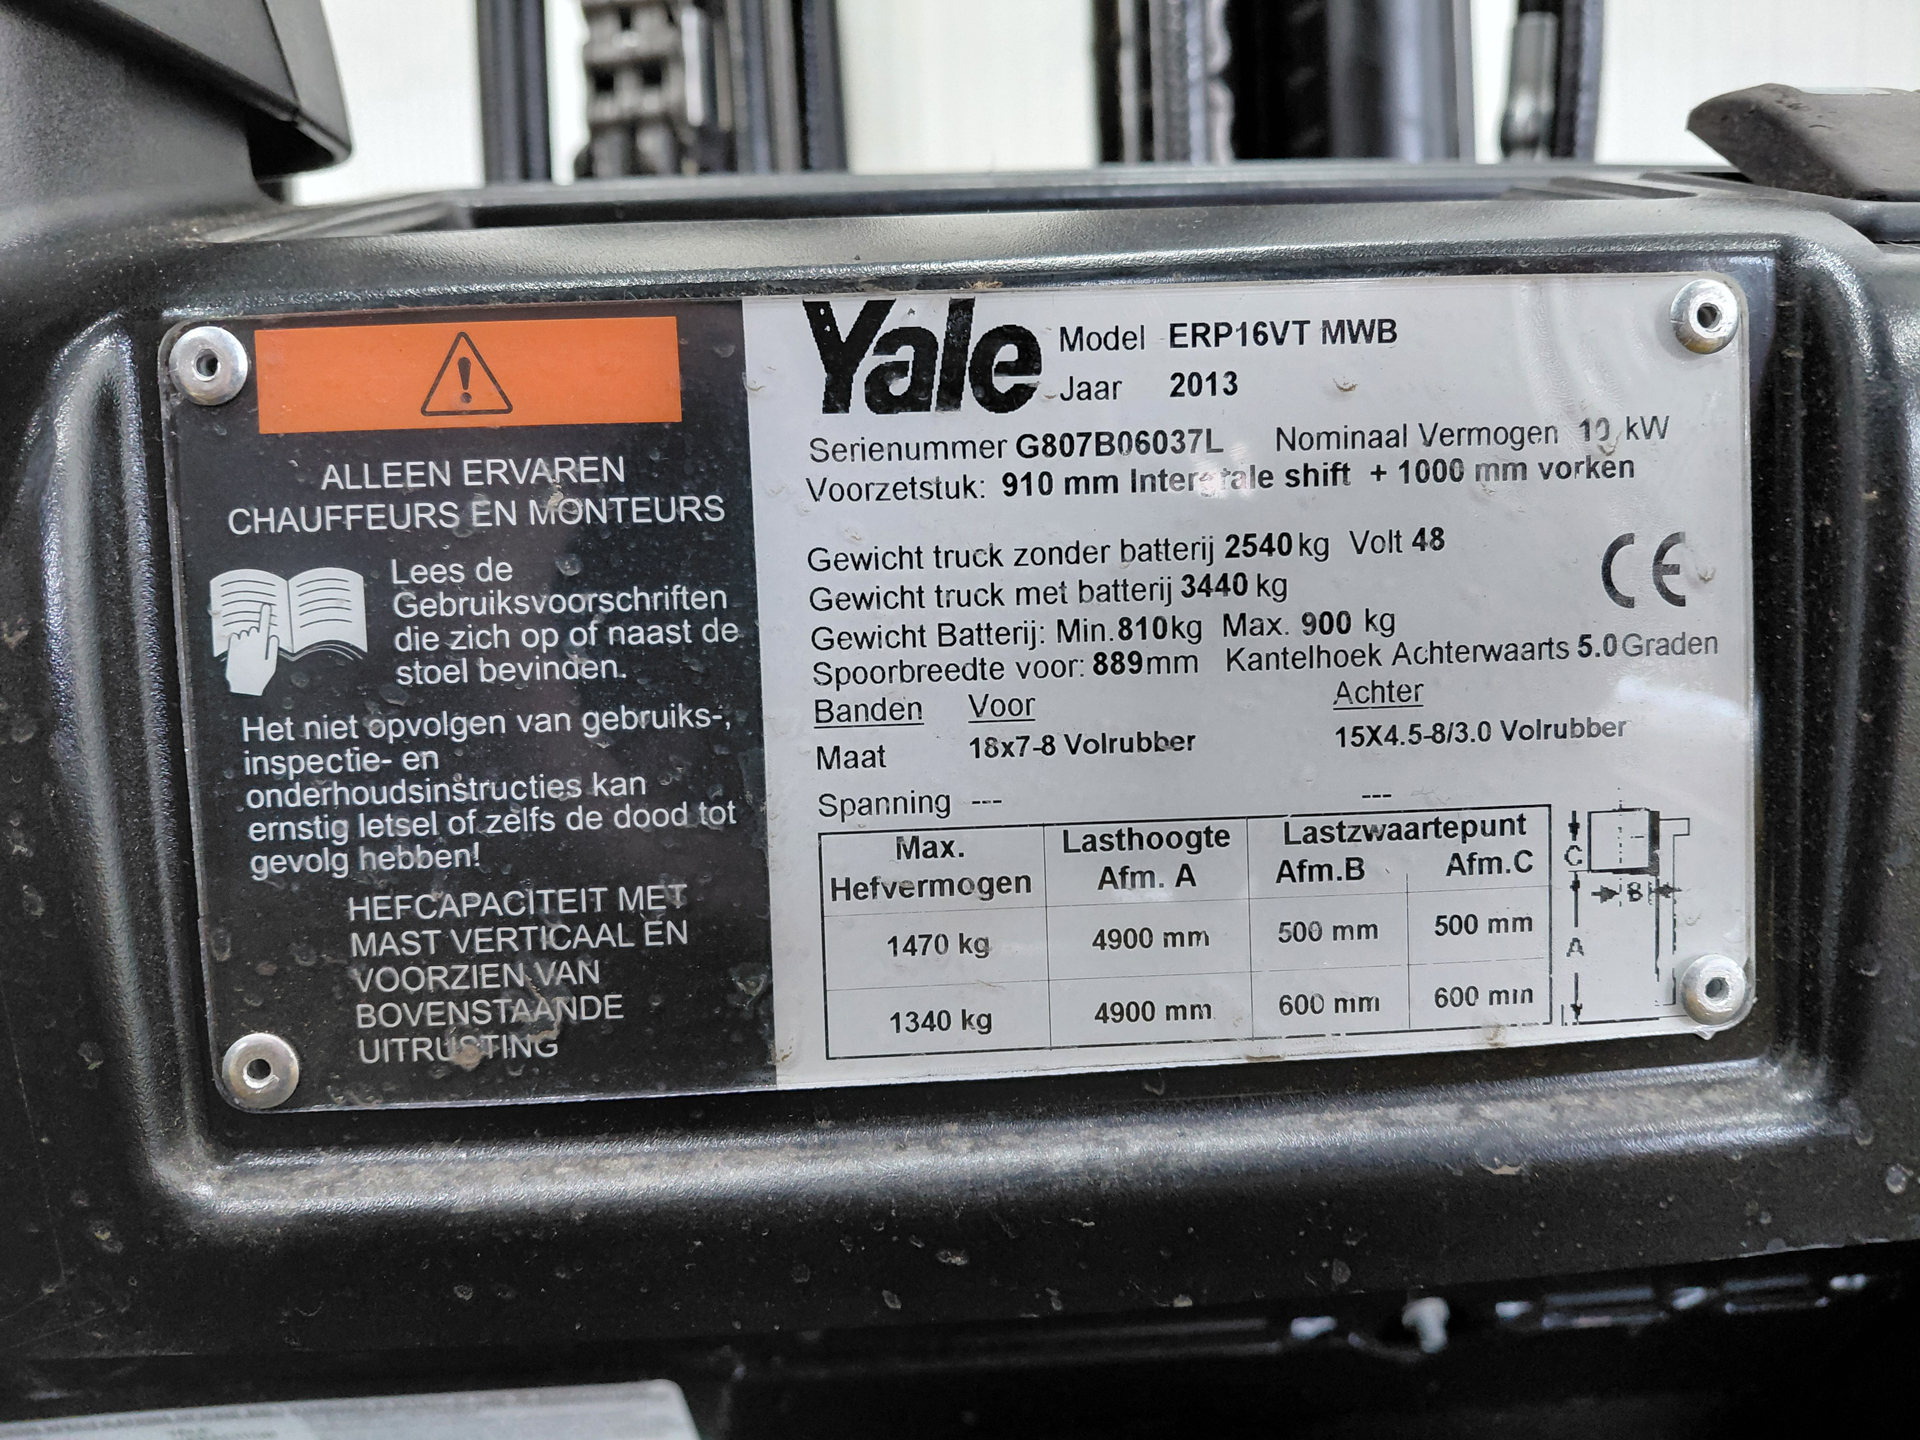 ALLEEN ERVAREN
CHAUFFEURS EN MONTEURS
Lees de
Gebruiksvoorschriften
die zich op of naast de
stoel bevinden.
Het niet opvolgen van gebruiks-,
inspectie- en
onderhoudsinstructies kan
ernstig letsel of zelfs de dood tot
gevolg hebben!
HEFCAPACITEIT MET
MAST VERTICAAL EN
VOORZIEN VAN
BOVENSTAANDE
UITRUSTING
Yale
Model ERP16VT MWB
Jaar 2013
Serienummer G807B06037L Nominaal Vermogen 10 kW
Voorzetstuk: 910 mm shift + 1000 mm vorken
Gewicht truck zonder batterij 2540 kg Volt 48
Gewicht truck met batterij 3440 kg
Gewicht Batterij: Min. 810 kg Max. 900 kg
Spoorbreedte voor: 889 mm Kantelhoek Achterwaarts 5.0 Graden
CE
Banden Voor Achter
Maat 18x7-8 Volrubber 15X4.5-8/3.0 Volrubber
Spanning --- ---
Max. Lasthoogte Lastzwaartepunt
Hefvermogen Afm. A Afm.B Afm.C
1470 kg 4900 mm 500 mm 500 mm
1340 kg 4900 mm 600 mm 600 mm
C
B
A